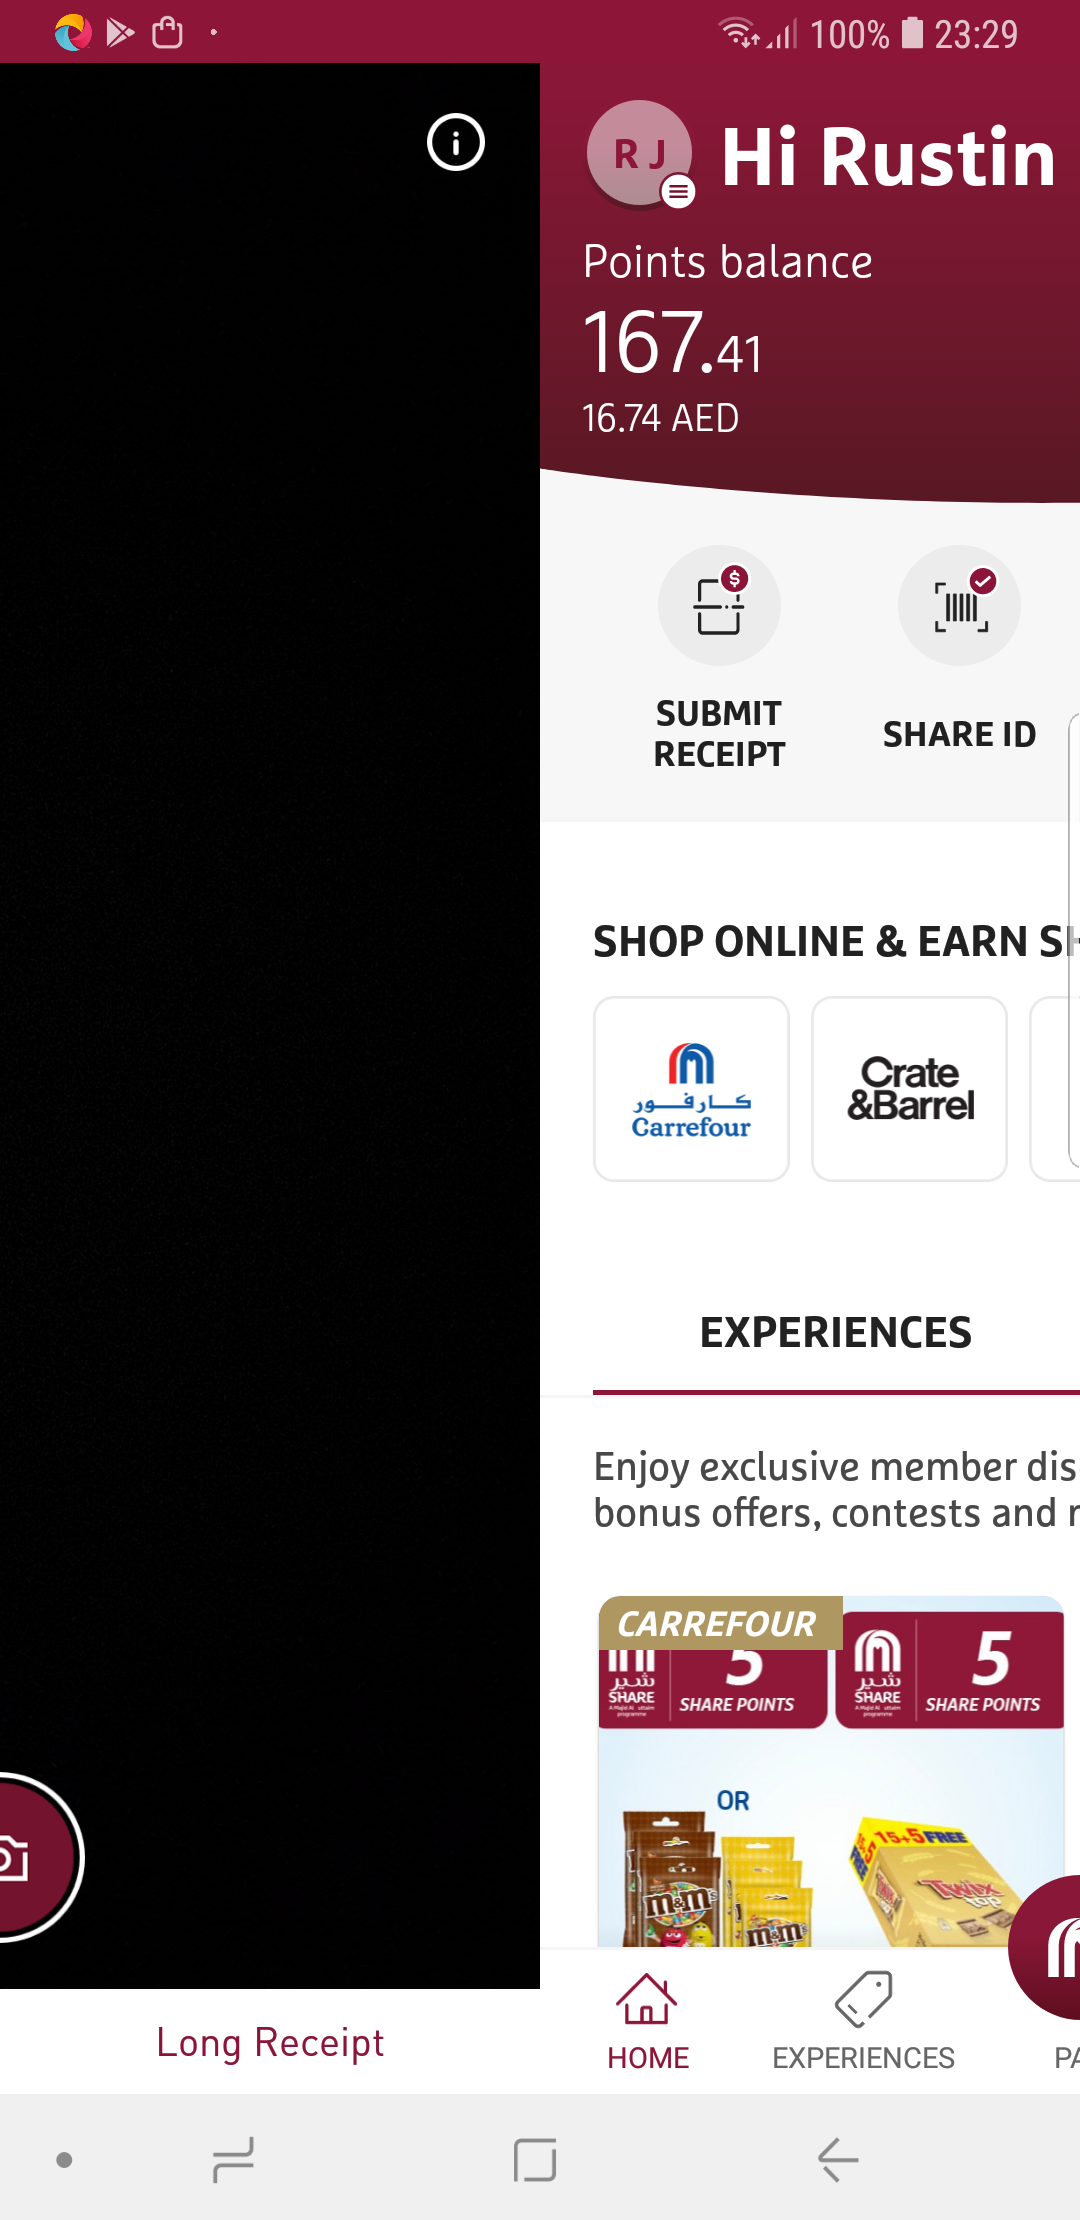 100% 23:29
R J
Hi Rustin
Points balance
167.41
16.74 AED
SUBMIT
RECEIPT
SHARE ID
SHOP ONLINE & EARN SH
كارفور
Carrefour
Crate
&Barrel
EXPERIENCES
Enjoy exclusive member dis
bonus offers, contests and
CARREFOUR
5
شير
SHARE
SHARE POINTS
5
شير
SHARE
SHARE POINTS
OR
15+5 FREE
Twix
top
m&m's
m&m's
Long Receipt
HOME
EXPERIENCES
PA